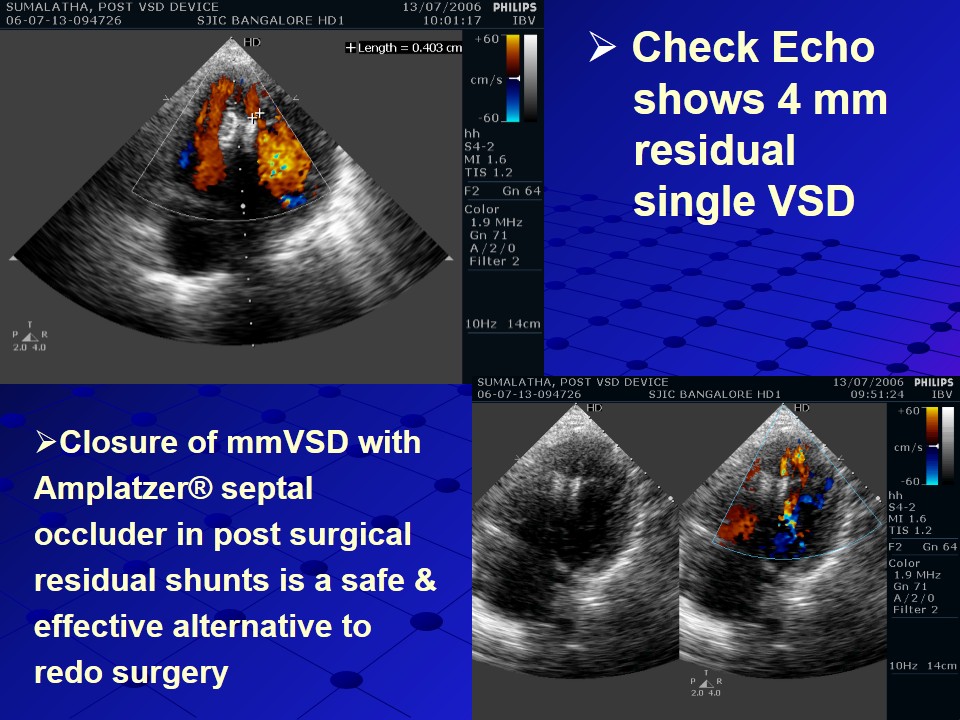 SUMALATHA, POST VSD DEVICE 13/07/2006 PHILIPS
06-07-13-094726 SJIC BANGALORE HD1 10:01:17 IBV
HD
Length = 0.403 cm
+60
cm/s
-60
hh
S4-2
MI 1.6
TIS 1.2
F2 Gn 64
Color
1.9 MHz
Gn 71
A/2/0
Filter 2
10Hz 14cm
T
P R
2.0 4.0
➢ Check Echo
shows 4 mm
residual
single VSD
➢Closure of mmVSD with
Amplatzer® septal
occluder in post surgical
residual shunts is a safe &
effective alternative to
redo surgery
SUMALATHA, POST VSD DEVICE 13/07/2006 PHILIPS
06-07-13-094726 SJIC BANGALORE HD1 09:51:24 IBV
HD HD
+60
cm/s
-60
hh
S4-2
MI 1.6
TIS 1.2
F2 Gn 64
Color
1.9 MHz
Gn 71
A/2/0
Filter 2
10Hz 14cm
T
P R
2.0 4.0